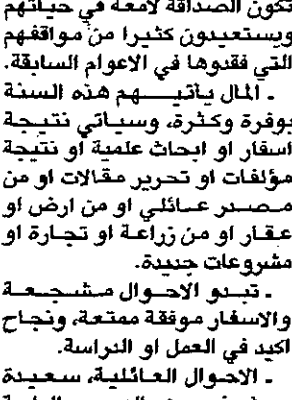 تكون الصداقة لامعة في حياتهم
ويستعيدون كثيرا من مواقفهم
التي فقدوها في الاعوام السابقة.
. المال يأتيهم هذه السنة
بوفرة وكثرة، وسياتي نتيجة
اسفار او ابحاث علمية او نتيجة
مؤلفات او تحرير مقالات او من
مصدر عائلي او من ارض او
عقار او من زراعة او تجارة او
مشروعات جديدة.
. تبدو الاحوال مشجعة
والاسفار موفقة ممتعة، ونجاح
اكيد في العمل او الدراسة.
. الاحوال العائلية، سعيدة